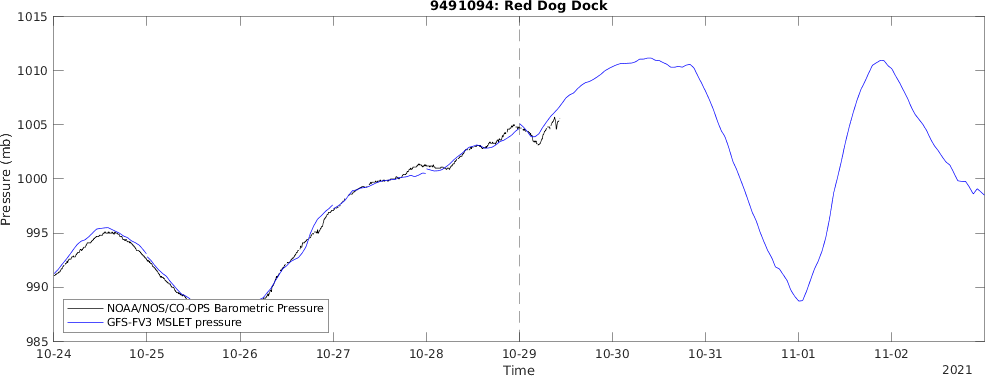 9491094: Red Dog Dock
Pressure (mb)
1015
1010
1005
1000
995
990
985
NOAA/NOS/CO-OPS Barometric Pressure
GFS-FV3 MSLET pressure
10-24 10-25 10-26 10-27 10-28 10-29 10-30 10-31 11-01 11-02
Time
2021